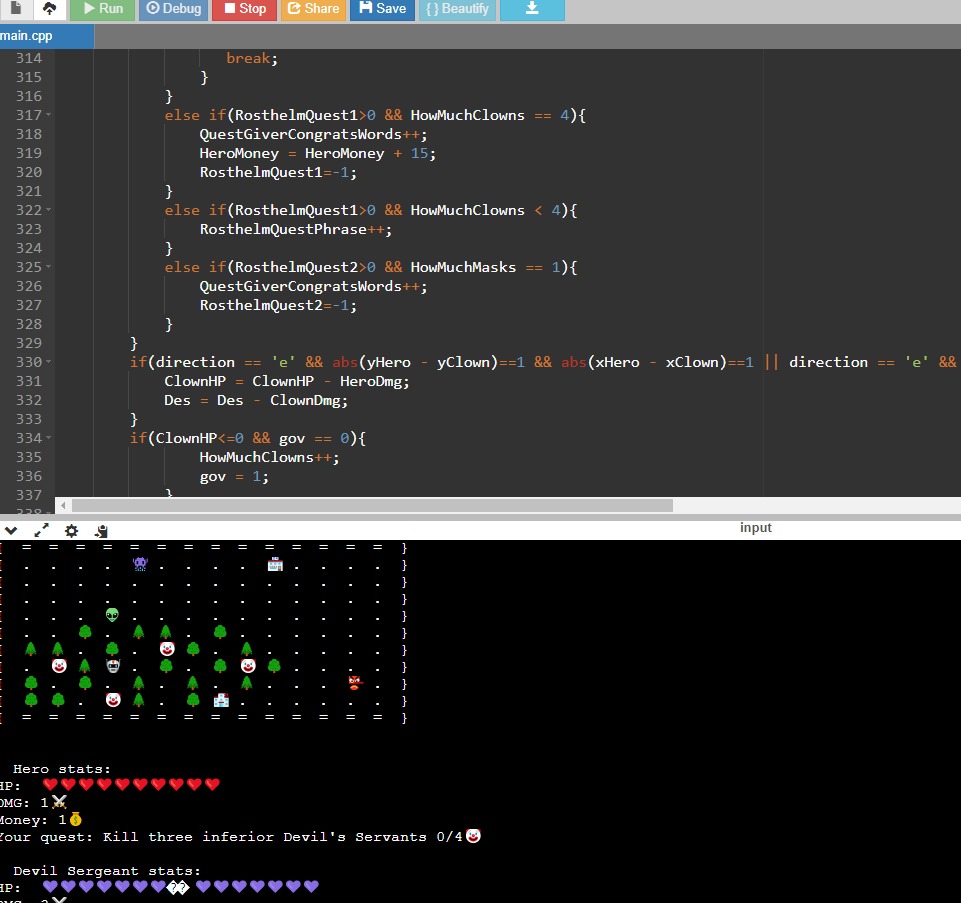 Run Debug Stop Share Save { } Beautify
main.cpp
314 break;
315 }
316 }
317 else if(RosthelmQuest1>0 && HowMuchClowns == 4){
318 QuestGiverCongratsWords++;
319 HeroMoney = HeroMoney + 15;
320 RosthelmQuest1=-1;
321 }
322 else if(RosthelmQuest1>0 && HowMuchClowns < 4){
323 RosthelmQuestPhrase++;
324 }
325 else if(RosthelmQuest2>0 && HowMuchMasks == 1){
326 QuestGiverCongratsWords++;
327 RosthelmQuest2=-1;
328 }
329 }
330 if(direction == 'e' && abs(yHero - yClown)==1 && abs(xHero - xClown)==1 || direction == 'e' &&
331 ClownHP = ClownHP - HeroDmg;
332 Des = Des - ClownDmg;
333 }
334 if(ClownHP<=0 && gov == 0){
335 HowMuchClowns++;
336 gov = 1;
337 }
338
input
= = = = = = = = = = = = = = }
. . . . 👾 . . . . 🏥 . . . . }
. . . . . . . . . . . . . . }
. . . . . . . . . . . . . . }
. . . 👽 . . . . . . . . . . }
. . 🌳 . 🌲 🌲 . 🌳 . . . . . . }
🌲 🌲 . 🌳 . 🤡 🌳 . 🌲 . . . . . }
. 🤡 🌲 🤖 . 🌳 . 🌳 🤡 🌳 . . . . }
🌳 . 🌳 . 🌲 . 🌲 . 🌲 . . . 👺 . }
🌳 🌳 . 🤡 🌲 . 🌳 🏥 . . . . . . }
= = = = = = = = = = = = = = }
Hero stats:
HP: ❤❤❤❤❤❤❤❤❤❤
DMG: 1⚔
Money: 1💰
Your quest: Kill three inferior Devil's Servants 0/4🤡
Devil Sergeant stats:
HP: 💜💜💜💜💜💜💜��💜💜💜💜💜💜💜